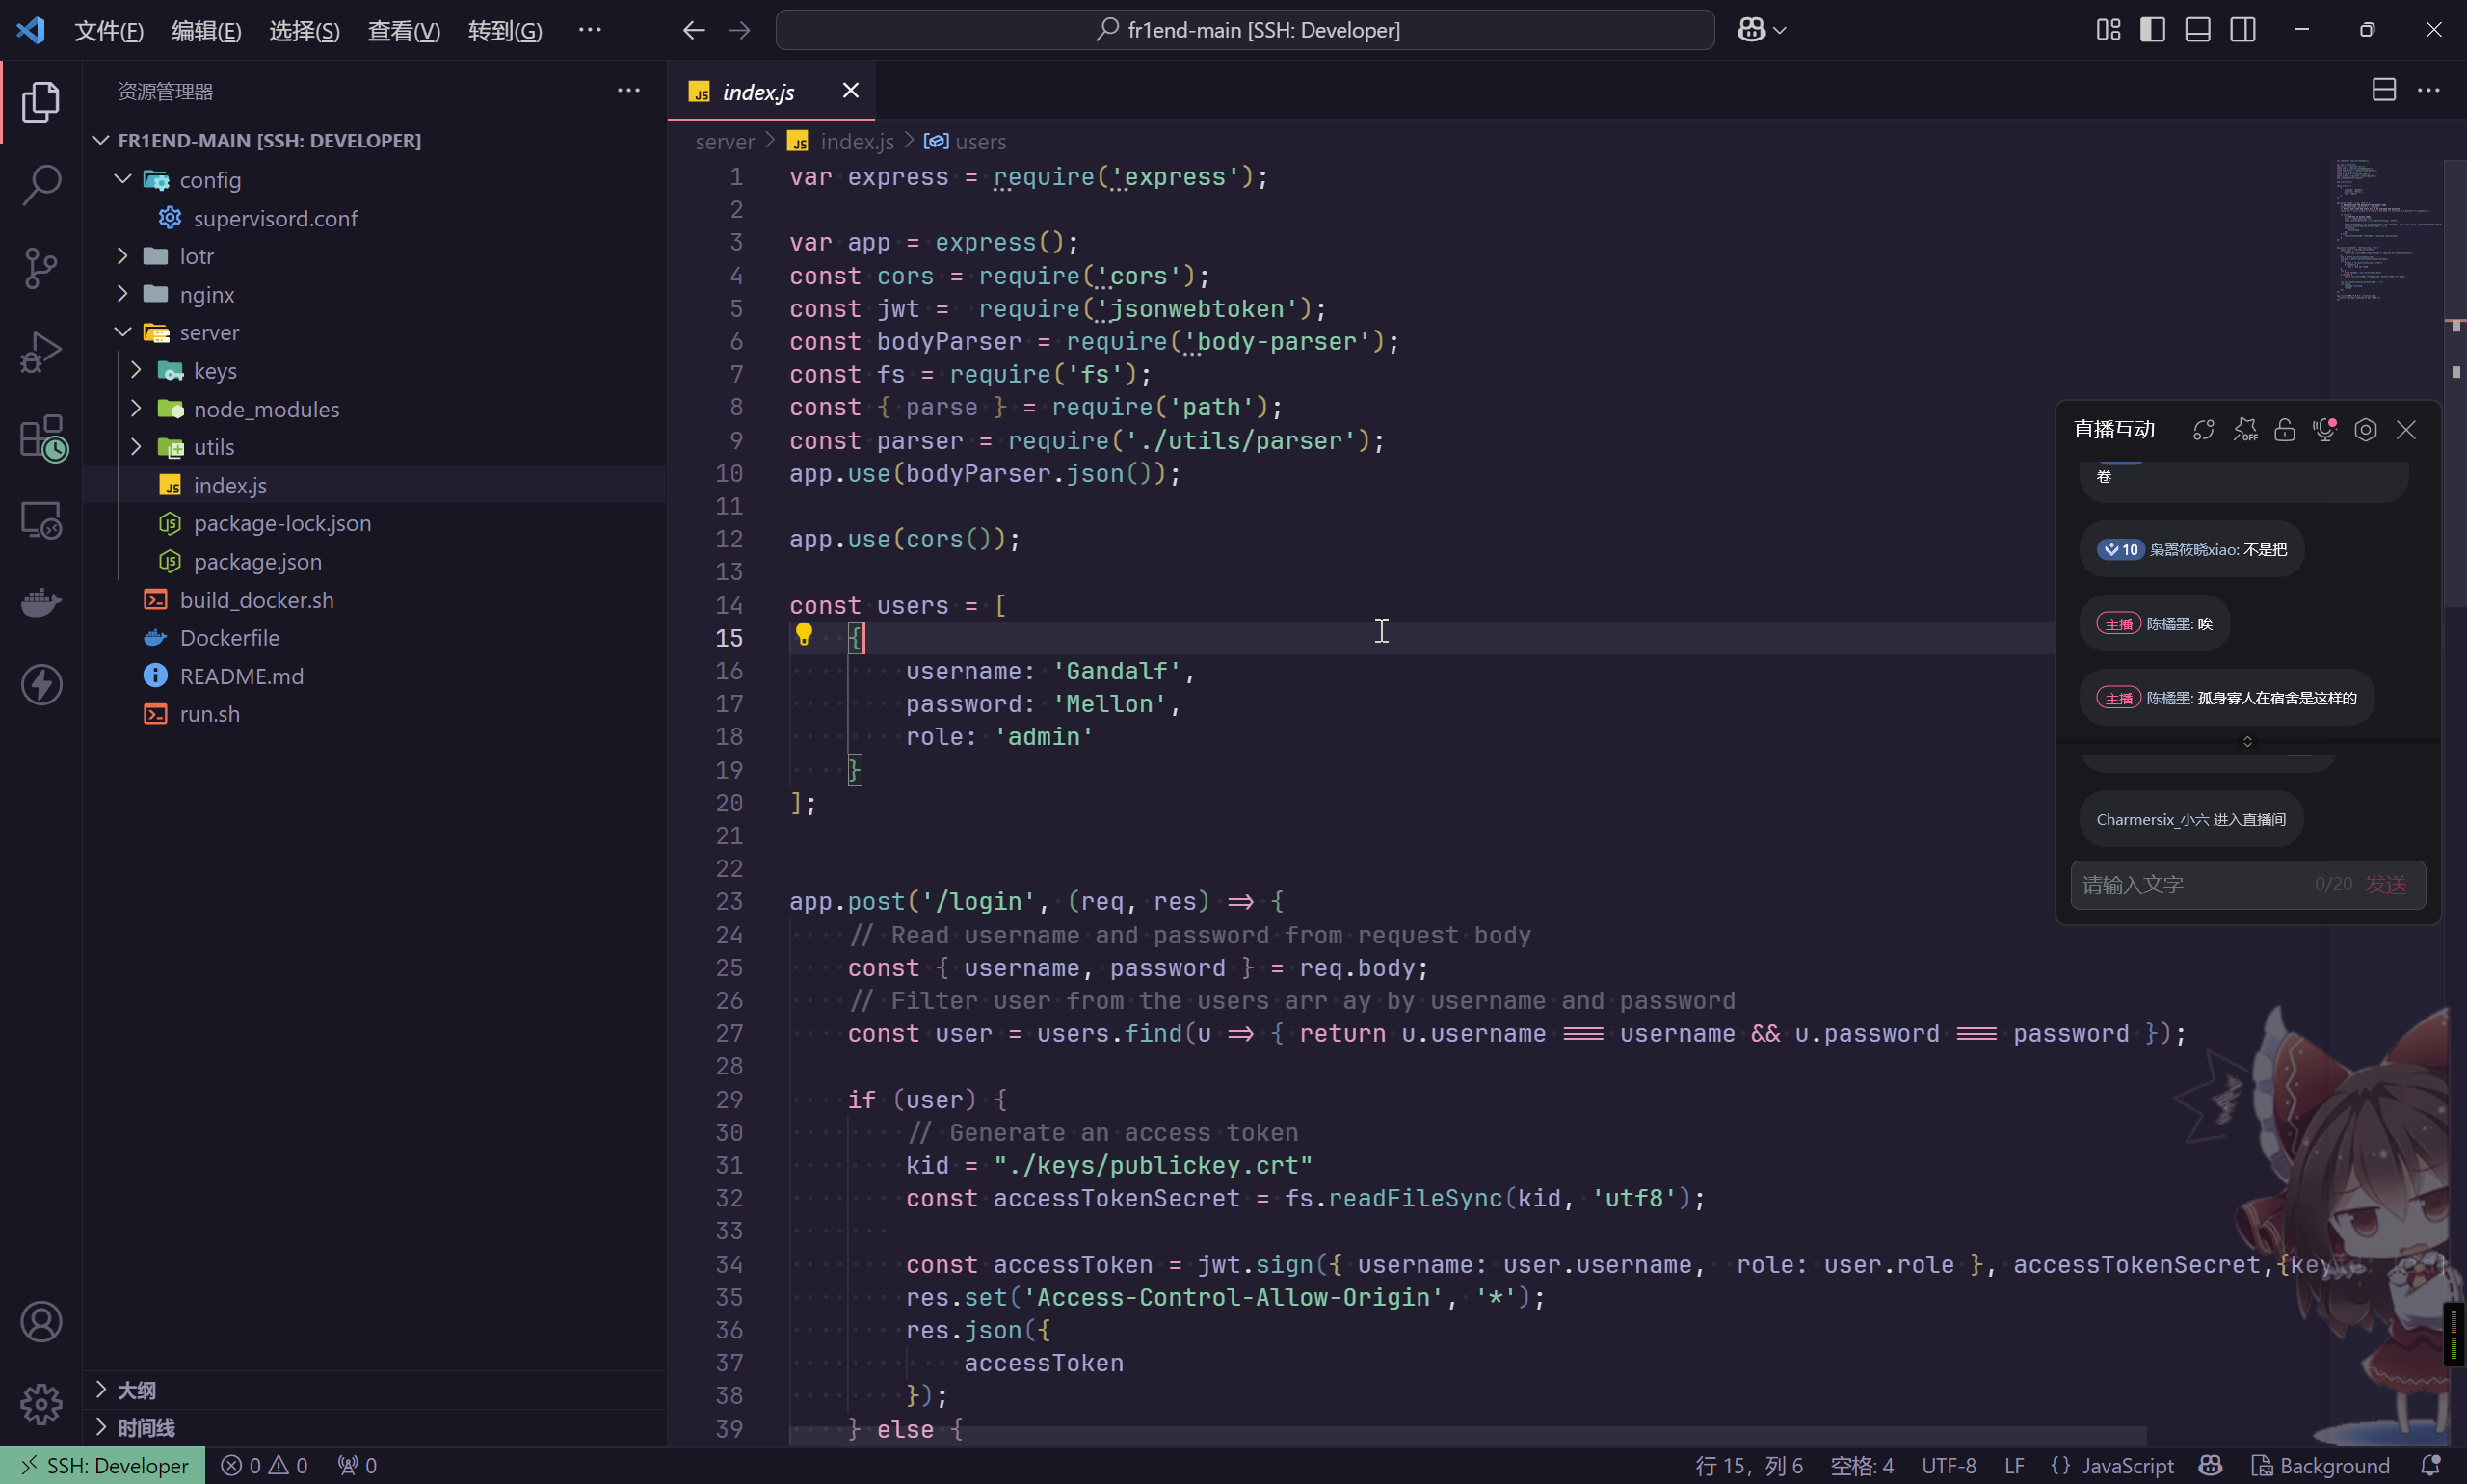 文件(F) 编辑(E) 选择(S) 查看(V) 转到(G) ···
fr1end-main [SSH: Developer]
资源管理器
FR1END-MAIN [SSH: DEVELOPER]
config
supervisord.conf
lotr
nginx
server
keys
node_modules
utils
index.js
package-lock.json
package.json
build_docker.sh
Dockerfile
README.md
run.sh
大纲
时间线
index.js
server > index.js > users
1 var express = require('express');
2
3 var app = express();
4 const cors = require('cors');
5 const jwt =  require('jsonwebtoken');
6 const bodyParser = require('body-parser');
7 const fs = require('fs');
8 const { parse } = require('path');
9 const parser = require('./utils/parser');
10 app.use(bodyParser.json());
11
12 app.use(cors());
13
14 const users = [
15     {
16         username: 'Gandalf',
17         password: 'Mellon',
18         role: 'admin'
19     }
20 ];
21
22
23 app.post('/login', (req, res) => {
24     // Read username and password from request body
25     const { username, password } = req.body;
26     // Filter user from the users arr ay by username and password
27     const user = users.find(u => { return u.username === username && u.password === password });
28
29     if (user) {
30         // Generate an access token
31         kid = "./keys/publickey.crt"
32         const accessTokenSecret = fs.readFileSync(kid, 'utf8');
33
34         const accessToken = jwt.sign({ username: user.username,  role: user.role }, accessTokenSecret,{
35         res.set('Access-Control-Allow-Origin', '*');
36         res.json({
37             accessToken
38         });
39     } else {
直播互动
卷
10 枭嚣筱晓xiao: 不是把
主播 陈橘墨: 唉
主播 陈橘墨: 孤身寡人在宿舍是这样的
Charmersix_小六 进入直播间
请输入文字 0/20 发送
SSH: Developer 0 0 0
行 15，列 6 空格: 4 UTF-8 LF {} JavaScript Background